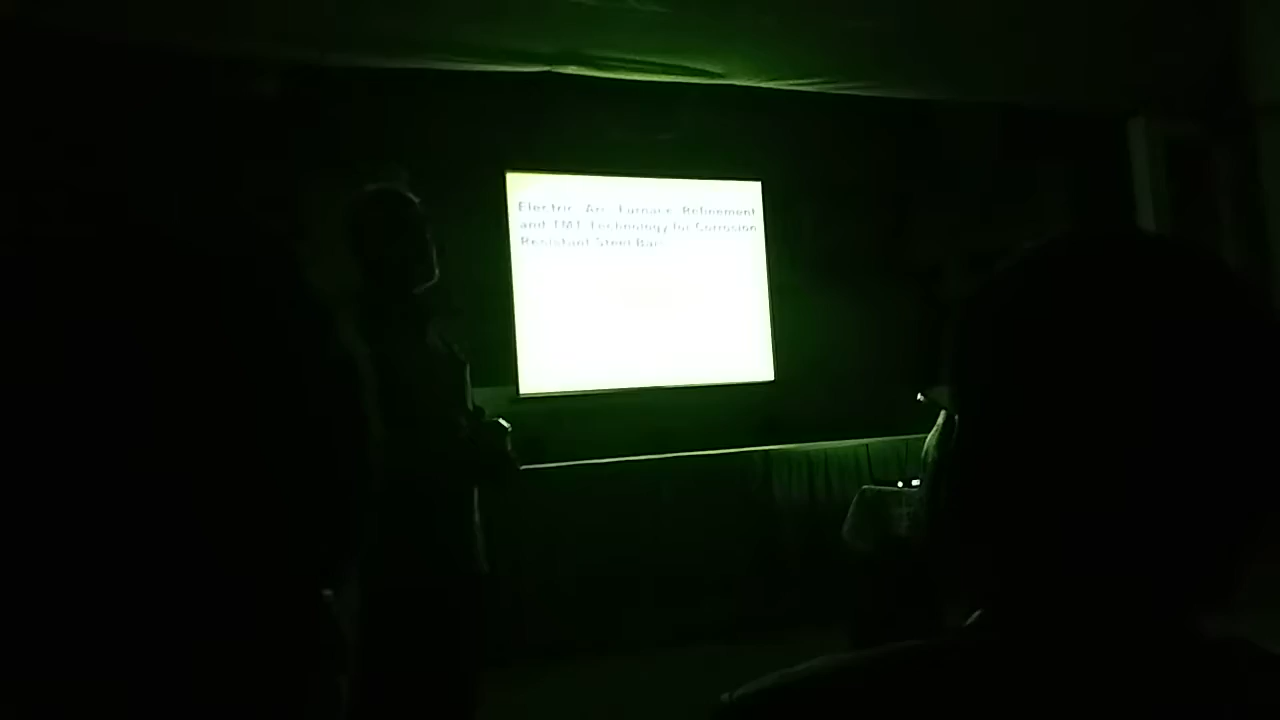 Electric Arc Furnace Refinement
and TMT Technology for Corrosion
Resistant Steel Bars